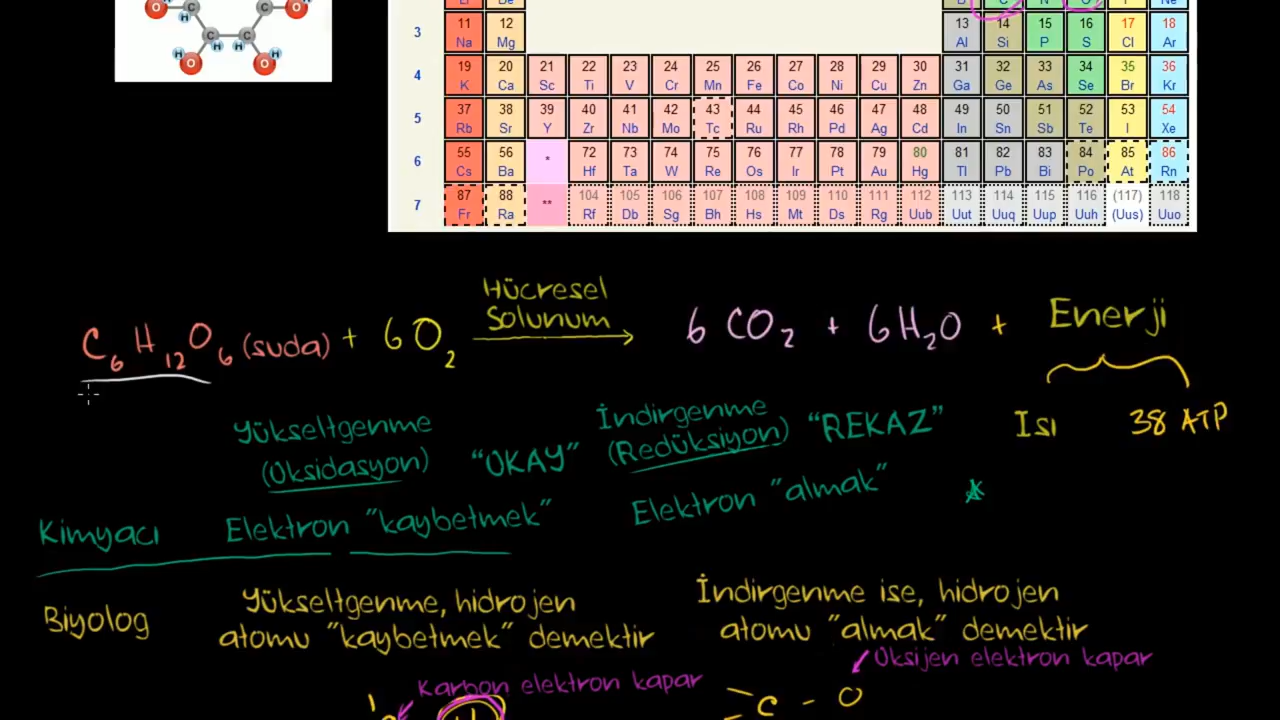 H O H C C O H
H H
C C
H O H H O H
B C N O F Ne
3 11 12 13 14 15 16 17 18
Na Mg Al Si P S Cl Ar
4 19 20 21 22 23 24 25 26 27 28 29 30 31 32 33 34 35 36
K Ca Sc Ti V Cr Mn Fe Co Ni Cu Zn Ga Ge As Se Br Kr
5 37 38 39 40 41 42 43 44 45 46 47 48 49 50 51 52 53 54
Rb Sr Y Zr Nb Mo Tc Ru Rh Pd Ag Cd In Sn Sb Te I Xe
6 55 56 * 72 73 74 75 76 77 78 79 80 81 82 83 84 85 86
Cs Ba Hf Ta W Re Os Ir Pt Au Hg Tl Pb Bi Po At Rn
7 87 88 ** 104 105 106 107 108 109 110 111 112 113 114 115 116 (117) 118
Fr Ra Rf Db Sg Bh Hs Mt Ds Rg Uub Uut Uuq Uup Uuh (Uus) Uuo
Hücresel
Solunum
C6H12O6 (suda) + 6O2 → 6CO2 + 6H2O + Enerji
Isı 38 ATP
Yükseltgenme
(Oksidasyon) "OKAY"
İndirgenme
(Redüksiyon) "REKAZ"
Kimyacı Elektron "kaybetmek" Elektron "almak" *
Biyolog
Yükseltgenme, hidrojen
atomu "kaybetmek" demektir
İndirgenme ise, hidrojen
atomu "almak" demektir
Karbon elektron kapar
Oksijen elektron kapar
C - O
H